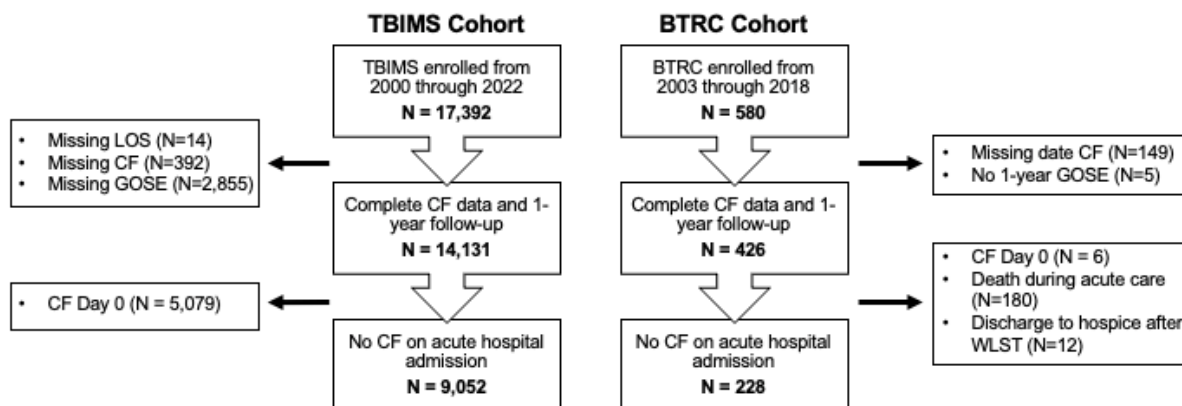 TBIMS Cohort
TBIMS enrolled from
2000 through 2022
N = 17,392
• Missing LOS (N=14)
• Missing CF (N=392)
• Missing GOSE (N=2,855)
Complete CF data and 1-
year follow-up
N = 14,131
• CF Day 0 (N = 5,079)
No CF on acute hospital
admission
N = 9,052
BTRC Cohort
BTRC enrolled from
2003 through 2018
N = 580
• Missing date CF (N=149)
• No 1-year GOSE (N=5)
Complete CF data and 1-
year follow-up
N = 426
• CF Day 0 (N = 6)
• Death during acute care
(N=180)
• Discharge to hospice after
WLST (N=12)
No CF on acute hospital
admission
N = 228